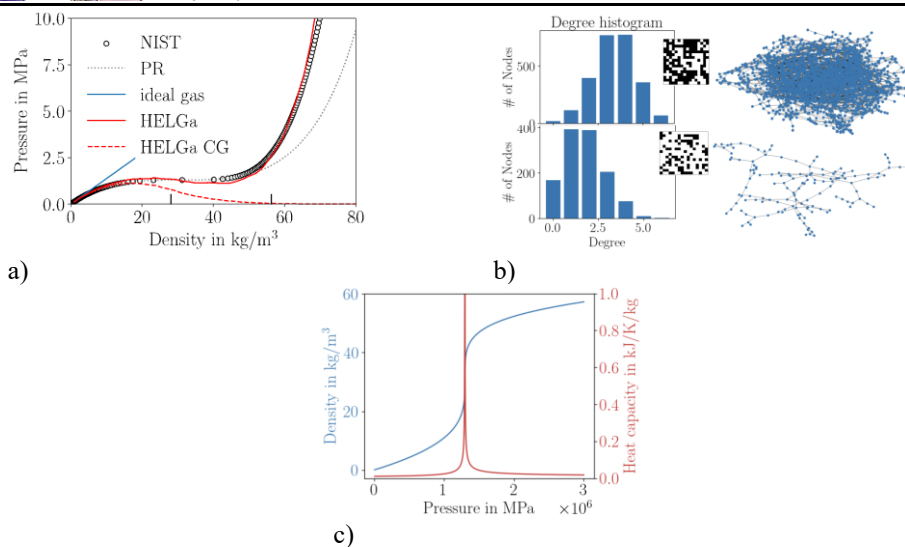 10.0
7.5
5.0
2.5
0.0
Pressure in MPa
NIST
PR
ideal gas
HELGa
HELGa CG
0 20 40 60 80
Density in kg/m³
a)
Degree histogram
# of Nodes
500
0
# of Nodes
400
200
0
0.0 2.5 5.0
Degree
b)
60
40
20
0
Density in kg/m³
1.0
0.8
0.6
0.4
0.2
0.0
Heat capacity in kJ/K/kg
0 1 2 3
Pressure in MPa ×10⁶
c)